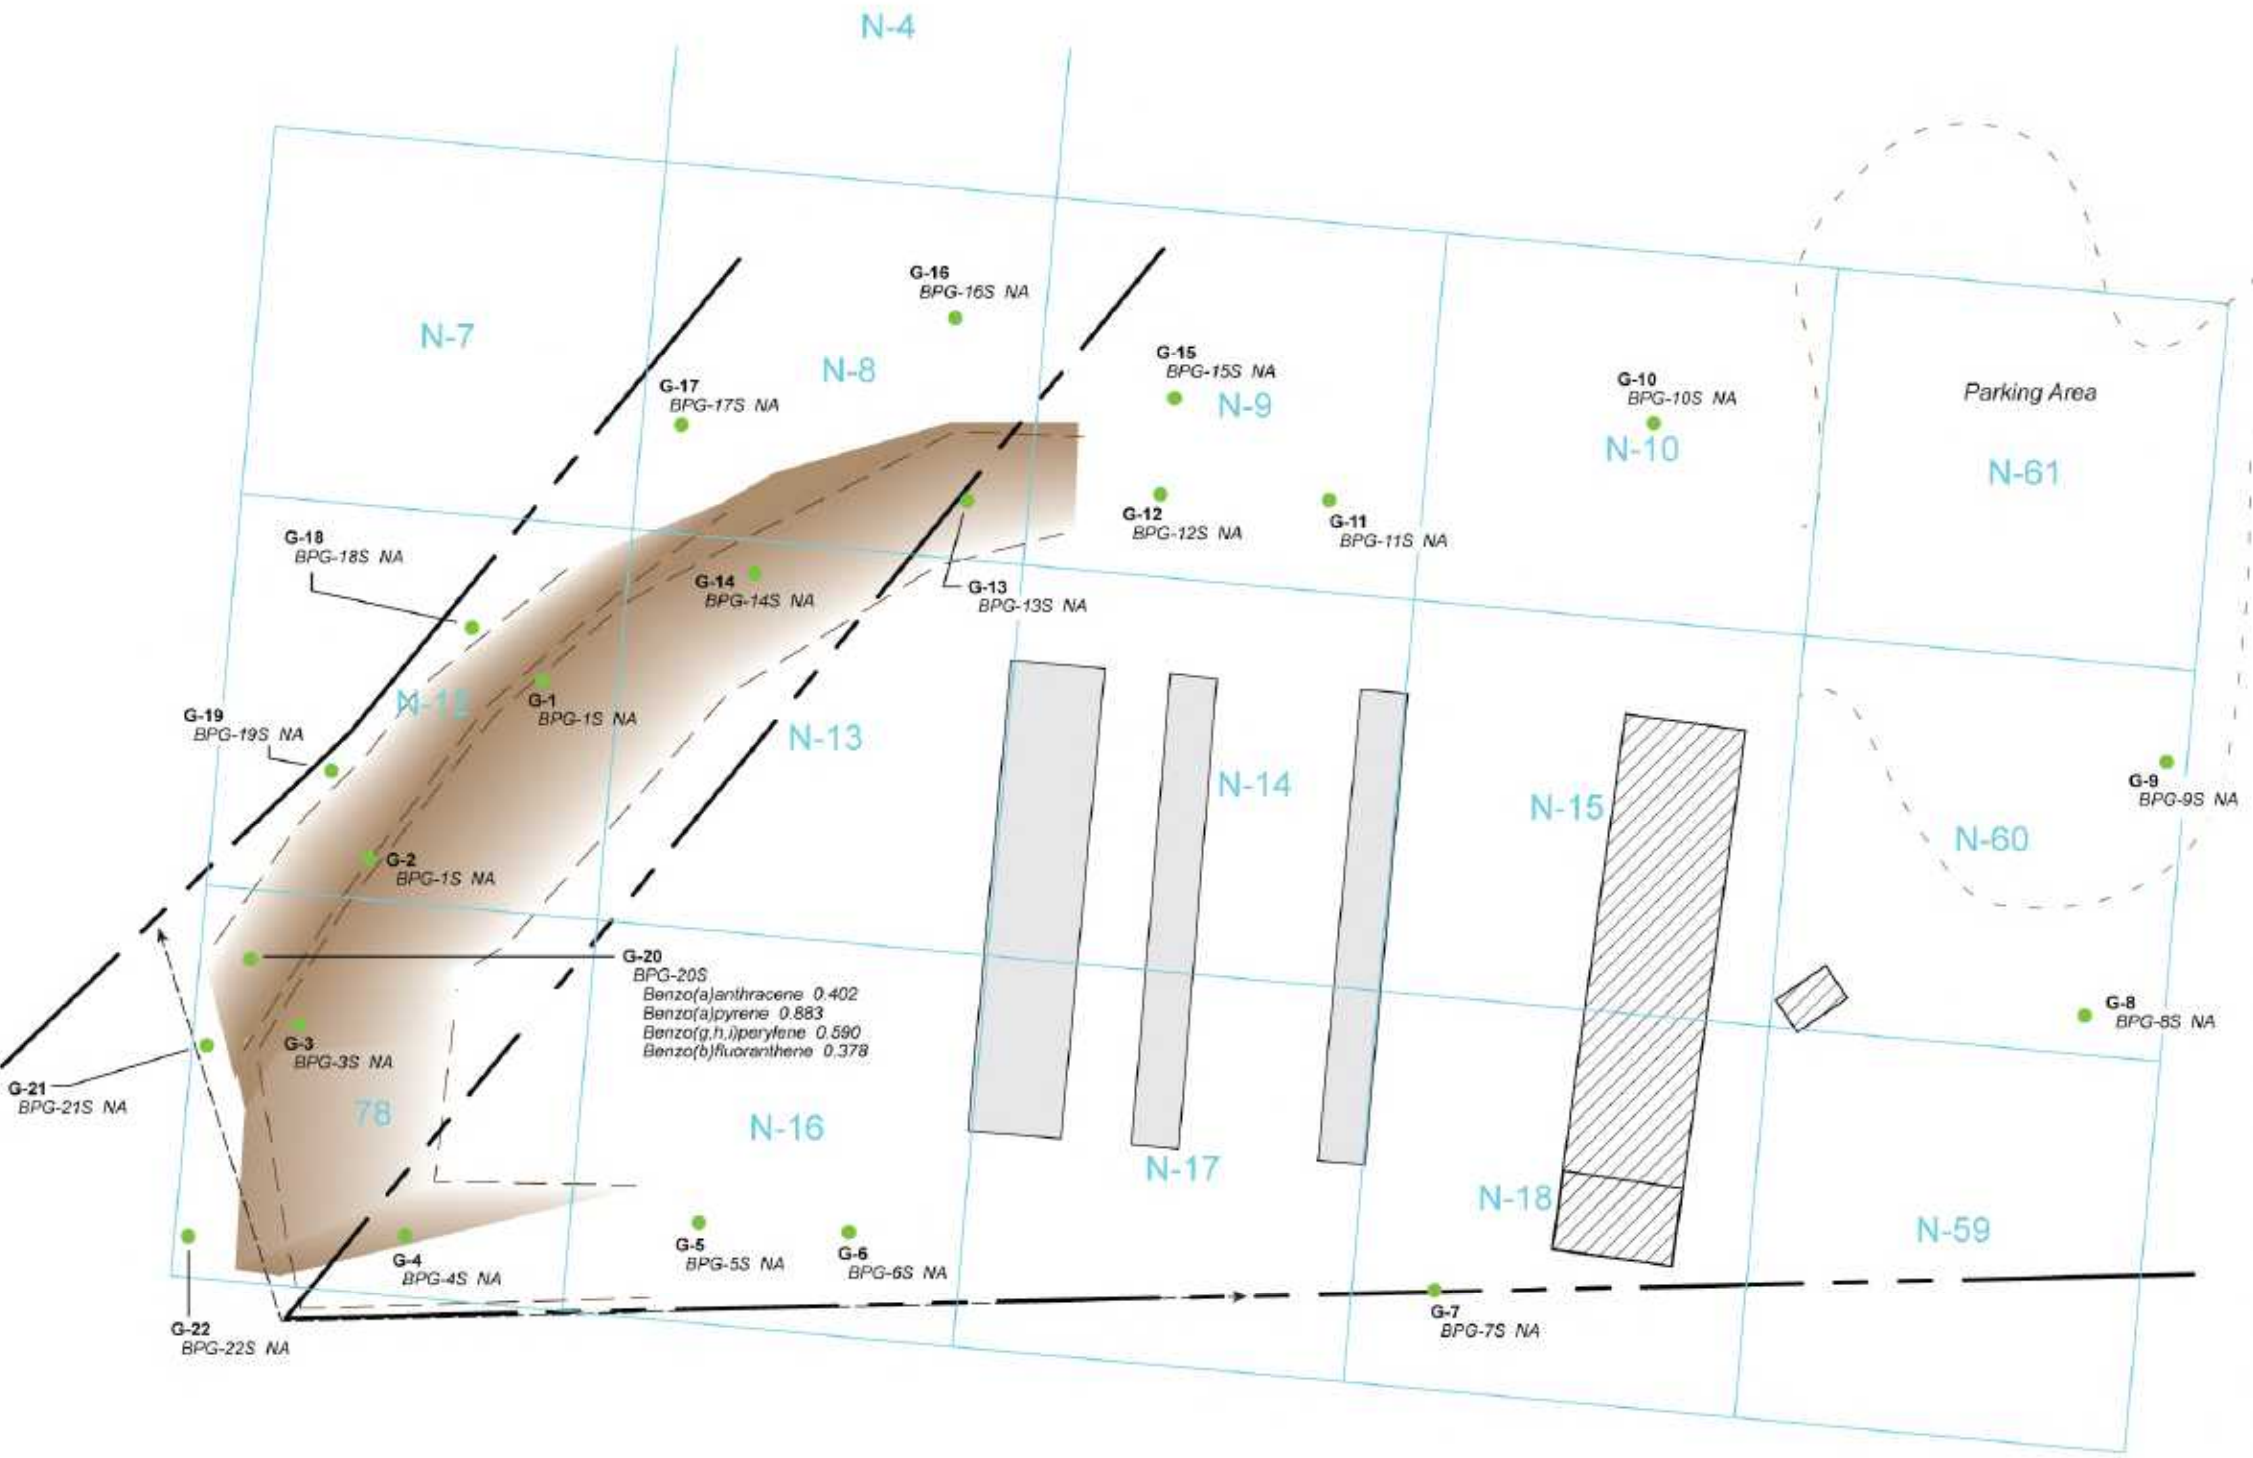 N-4
G-16
BPG-16S NA
N-7
G-15
BPG-15S NA
N-8
G-17
BPG-17S NA
N-9
G-10
BPG-10S NA
Parking Area
N-10
N-61
G-12
BPG-12S NA
G-11
BPG-11S NA
G-18
BPG-18S NA
G-14
BPG-14S NA
G-13
BPG-13S NA
N-12
G-1
BPG-1S NA
G-19
BPG-19S NA
N-13
N-14
N-15
G-9
BPG-9S NA
N-60
G-2
BPG-1S NA
G-20
BPG-20S
Benzo(a)anthracene 0.402
Benzo(a)pyrene 0.883
Benzo(g,h,i)perylene 0.590
Benzo(b)fluoranthene 0.378
G-8
BPG-8S NA
G-3
BPG-3S NA
G-21
BPG-21S NA
78
N-16
N-17
N-18
N-59
G-4
BPG-4S NA
G-5
BPG-5S NA
G-6
BPG-6S NA
G-7
BPG-7S NA
G-22
BPG-22S NA